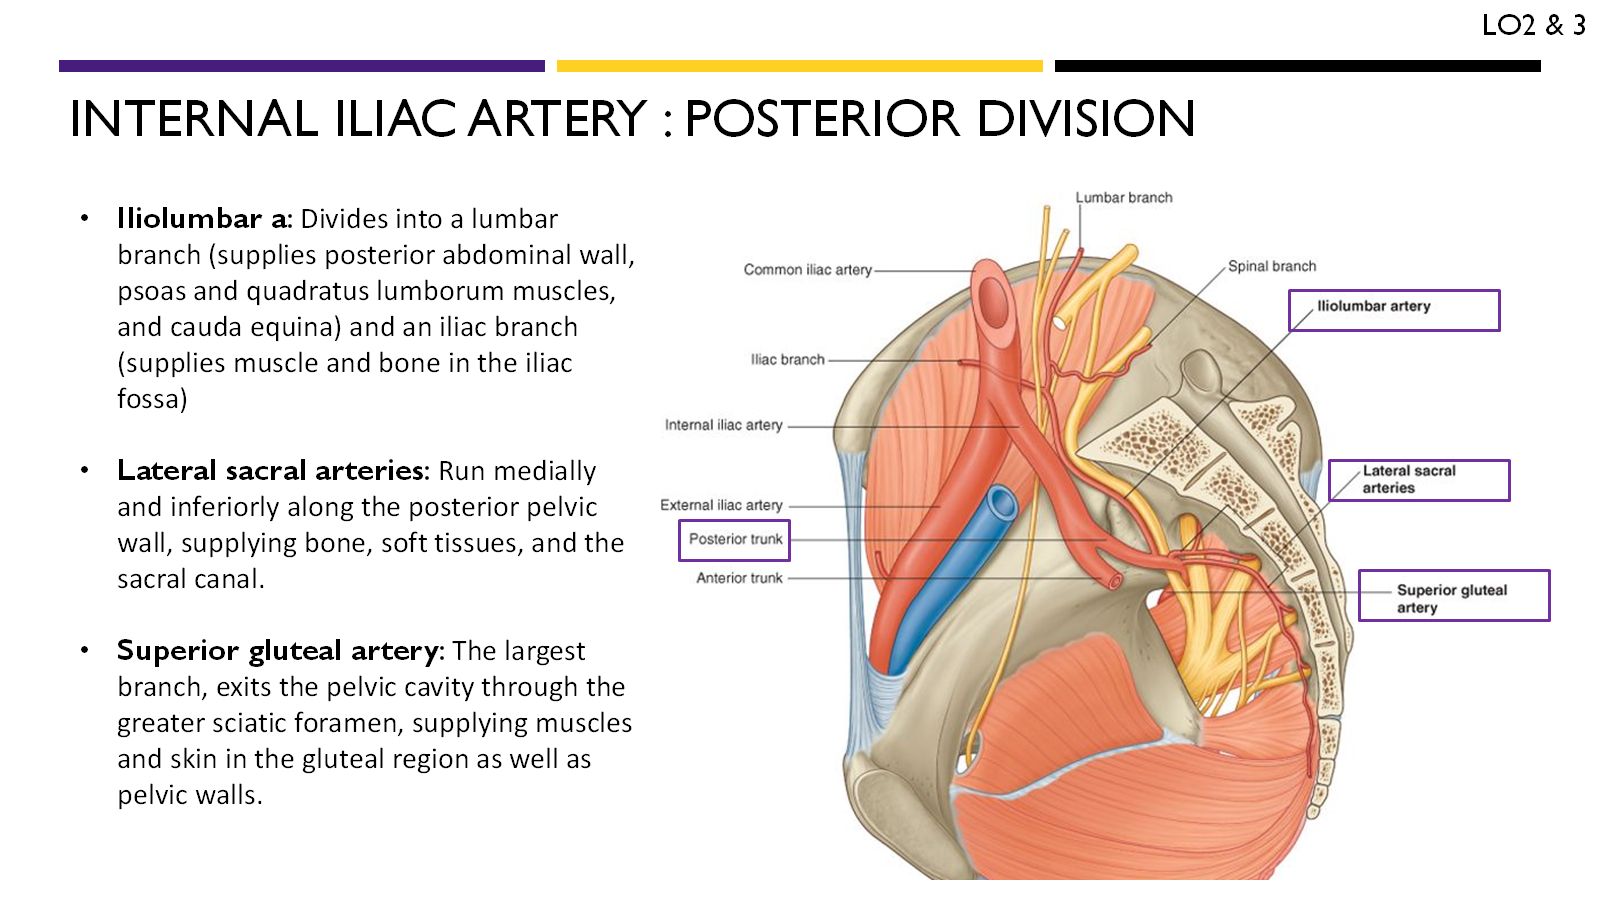 LO2 & 3
INTERNAL ILIAC ARTERY : POSTERIOR DIVISION
• Iliolumbar a: Divides into a lumbar
branch (supplies posterior abdominal wall,
psoas and quadratus lumborum muscles,
and cauda equina) and an iliac branch
(supplies muscle and bone in the iliac
fossa)
• Lateral sacral arteries: Run medially
and inferiorly along the posterior pelvic
wall, supplying bone, soft tissues, and the
sacral canal.
• Superior gluteal artery: The largest
branch, exits the pelvic cavity through the
greater sciatic foramen, supplying muscles
and skin in the gluteal region as well as
pelvic walls.
Lumbar branch
Common iliac artery
Spinal branch
Iliolumbar artery
Iliac branch
Internal iliac artery
Lateral sacral
arteries
External iliac artery
Posterior trunk
Anterior trunk
Superior gluteal
artery